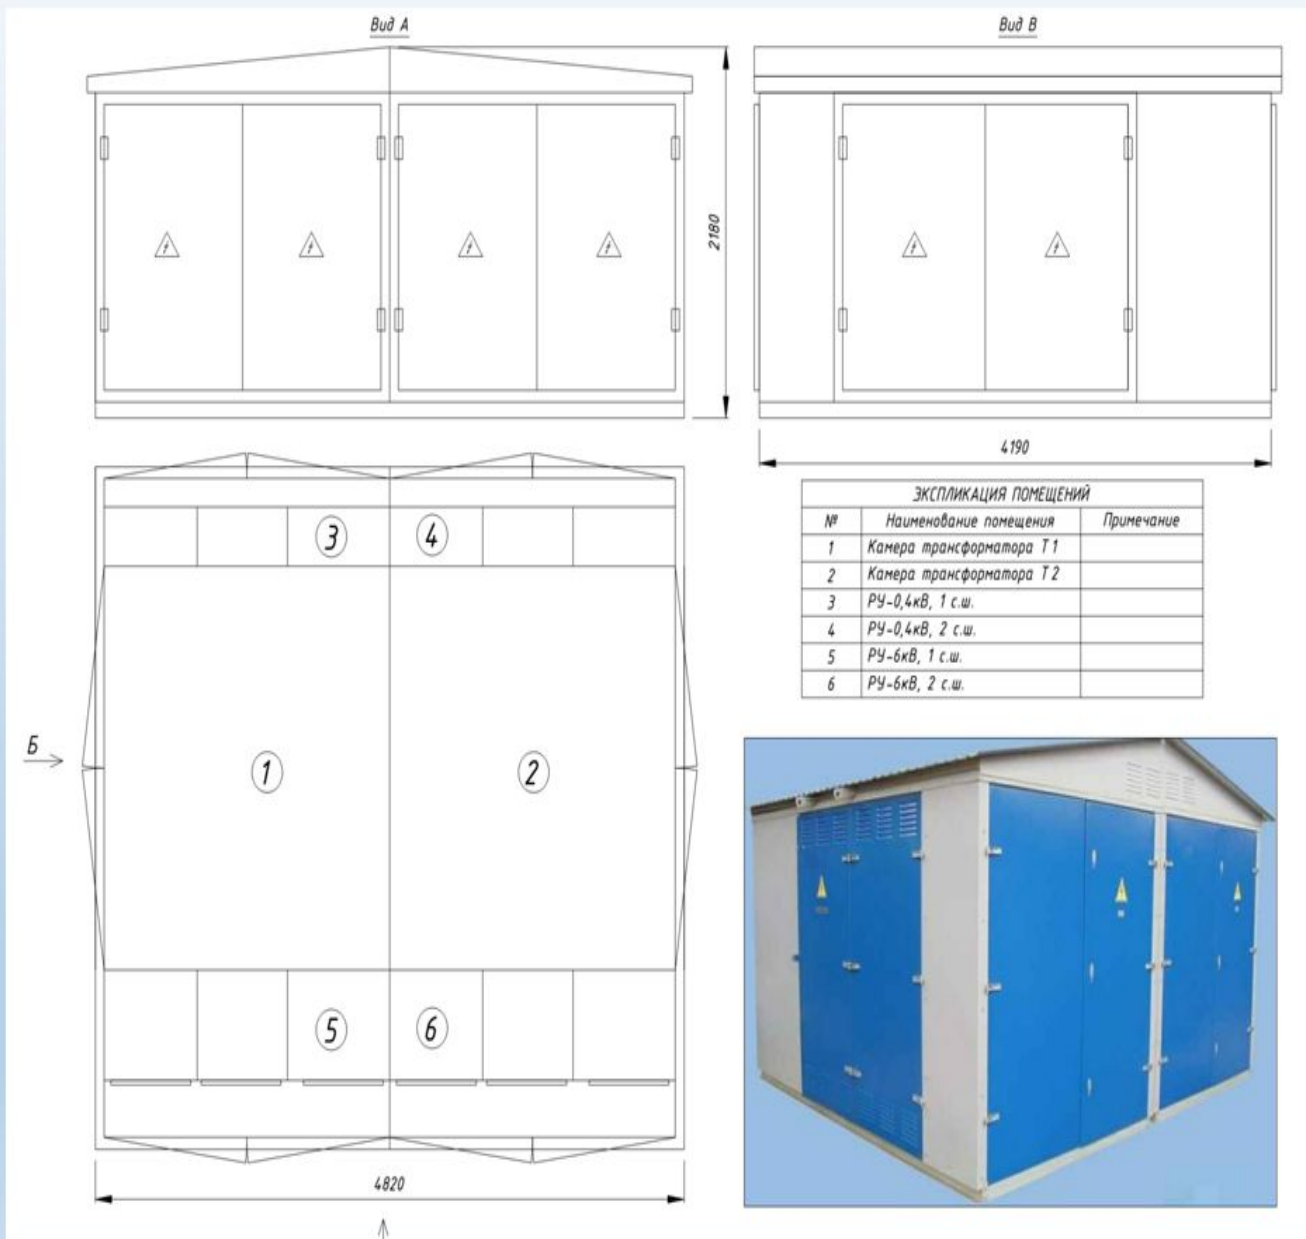 Вид А
Вид В
2180
4190
ЭКСПЛИКАЦИЯ ПОМЕЩЕНИЙ
№ Наименование помещения Примечание
1 Камера трансформатора Т1
2 Камера трансформатора Т2
3 РУ-0,4кВ, 1 с.ш.
4 РУ-0,4кВ, 2 с.ш.
5 РУ-6кВ, 1 с.ш.
6 РУ-6кВ, 2 с.ш.
3 4
Б
1 2
5 6
4820